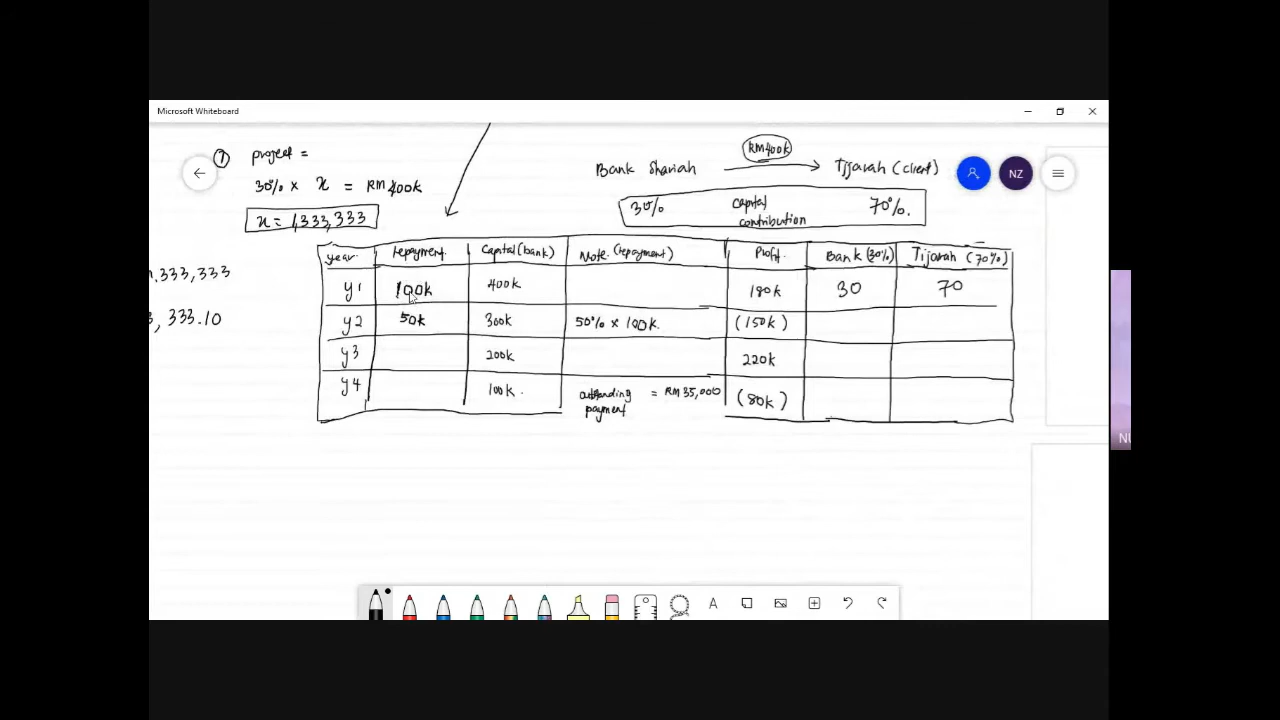 Microsoft Whiteboard
7 project =
30% × x = RM400k
x = 1,333,333
Bank Shariah RM400k Tijarah (client)
30% capital contribution 70%.
NZ
.333,333
, 333.10
year repayment. Capital (bank) Note. (repayment) Profit. Bank (30%) Tijarah (70%)
y1 100k 400k 180k 30 70
y2 50k 300k 50% × 100k. (150k)
y3 200k 220k
y4 100k. outstanding payment = RM 35,000 (80k)
NU
A